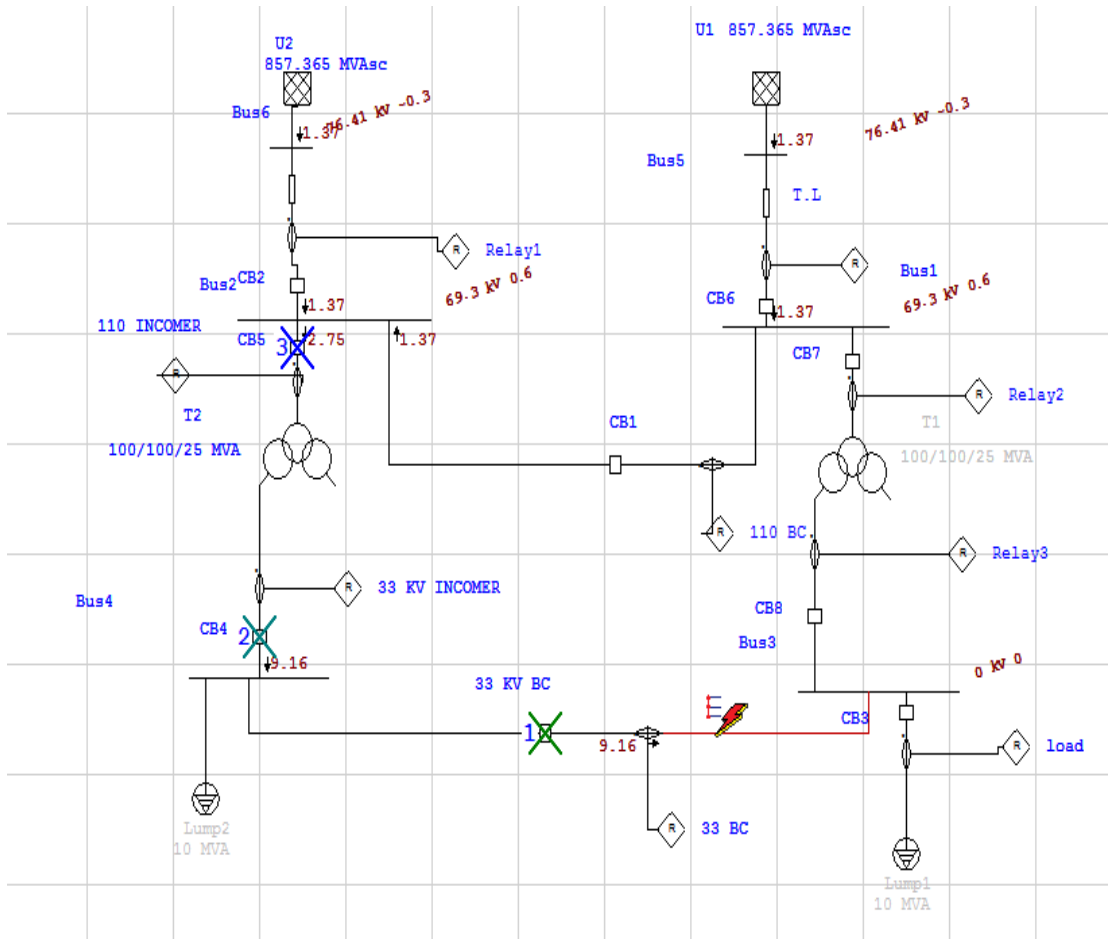 U1 857.365 MVAsc
U2
857.365 MVAsc
Bus6
76.41 kV -0.3
1.37
76.41 kV -0.3
1.37
Bus5
T.L
R
Relay1
R
Bus1
Bus2
CB2
69.3 kV 0.6
CB6
69.3 kV 0.6
1.37
1.37
110 INCOMER
CB5
3
2.75
1.37
CB7
R
R
Relay2
T2
T1
100/100/25 MVA
100/100/25 MVA
CB1
R
110 BC
R
Relay3
R
33 KV INCOMER
Bus4
CB8
CB4
2
Bus3
9.16
0 kV 0
33 KV BC
CB3
1
9.16
R
load
R
33 BC
Lump2
10 MVA
Lump1
10 MVA